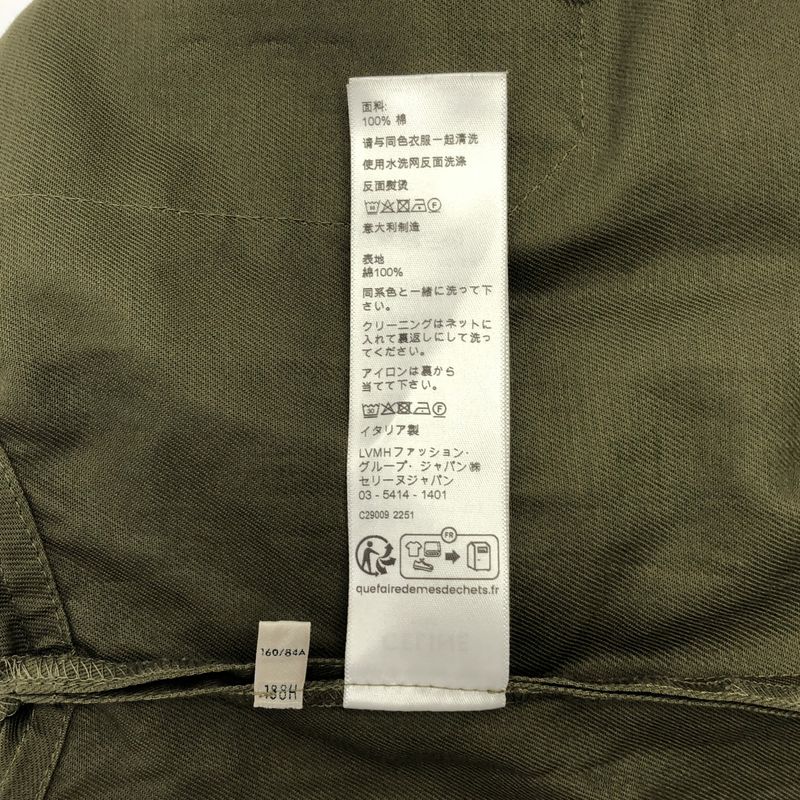 面料:
100% 棉
请与同色衣服一起清洗
使用水洗网反面洗涤
反面熨烫
意大利制造
表地
綿100%
同系色と一緒に洗って下
さい。
クリーニングはネットに
入れて裏返しにして洗っ
てください。
アイロンは裏から
当てて下さい。
30
F
イタリア製
LVMHファッション・
グループ・ジャパン㈱
セリーヌジャパン
03 - 5414 - 1401
C29009 2251
FR
quefairedemesdechets.fr
CELINE
160/84A
188H